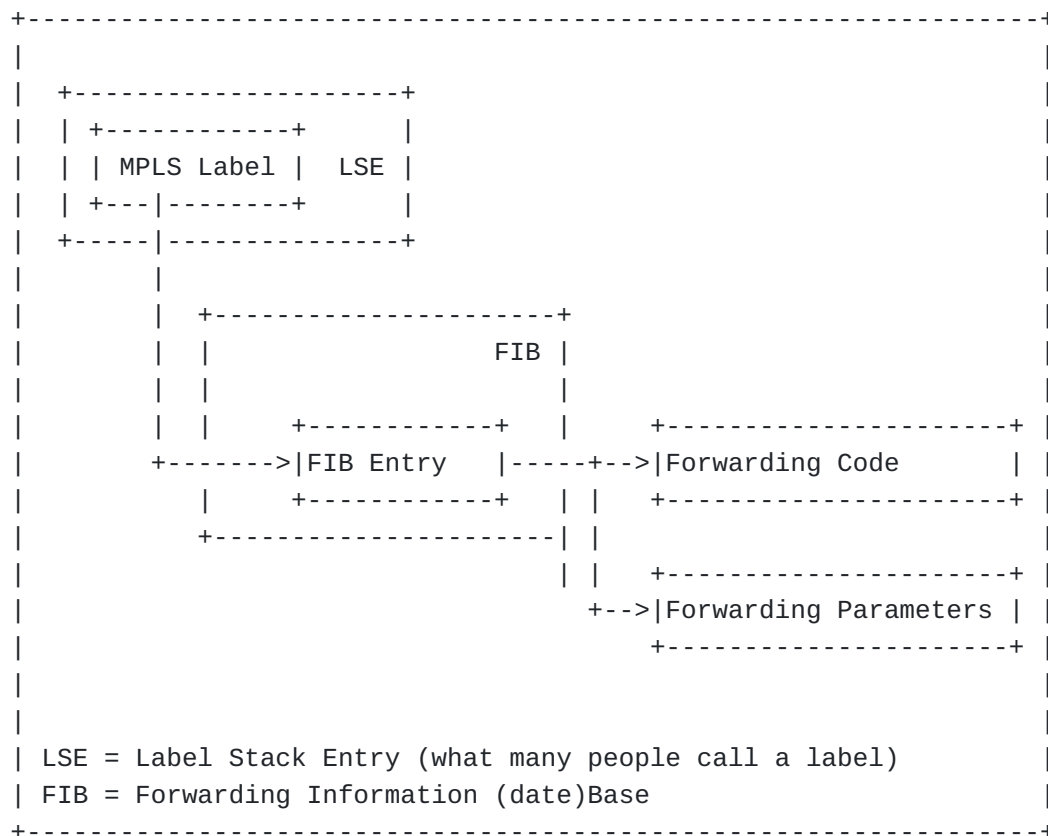 MPLS Label LSE
FIB
FIB Entry Forwarding Code
Forwarding Parameters
LSE = Label Stack Entry (what many people call a label)
FIB = Forwarding Information (date)Base